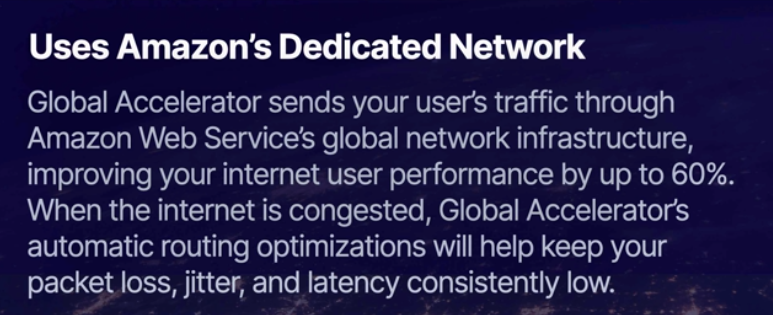 Uses Amazon's Dedicated Network
Global Accelerator sends your user's traffic through
Amazon Web Service's global network infrastructure,
improving your internet user performance by up to 60%.
When the internet is congested, Global Accelerator's
automatic routing optimizations will help keep your
packet loss, jitter, and latency consistently low.